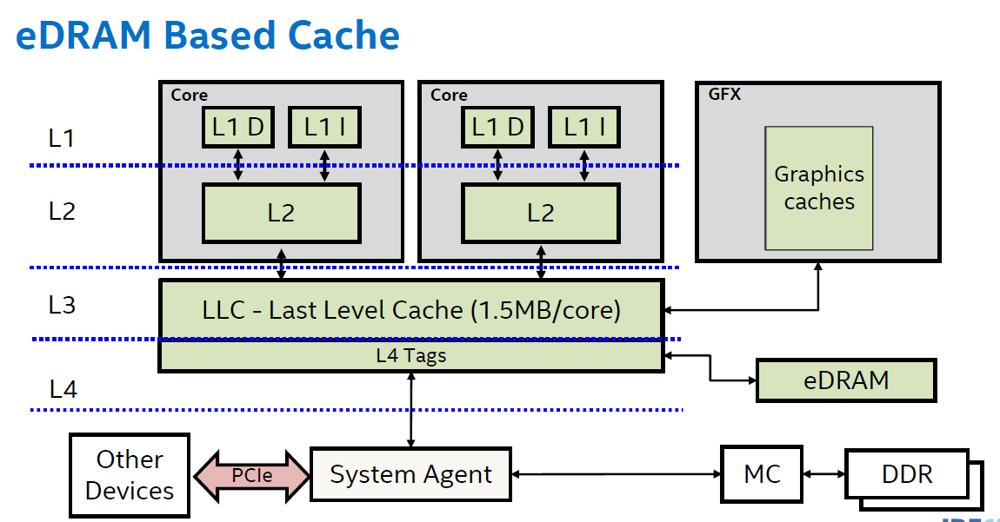 eDRAM Based Cache
Core
Core
GFX
L1
L1 D
L1 I
L1 D
L1 I
Graphics
caches
L2
L2
L2
L3
LLC - Last Level Cache (1.5MB/core)
L4 Tags
L4
eDRAM
Other
Devices
PCIe
System Agent
MC
DDR